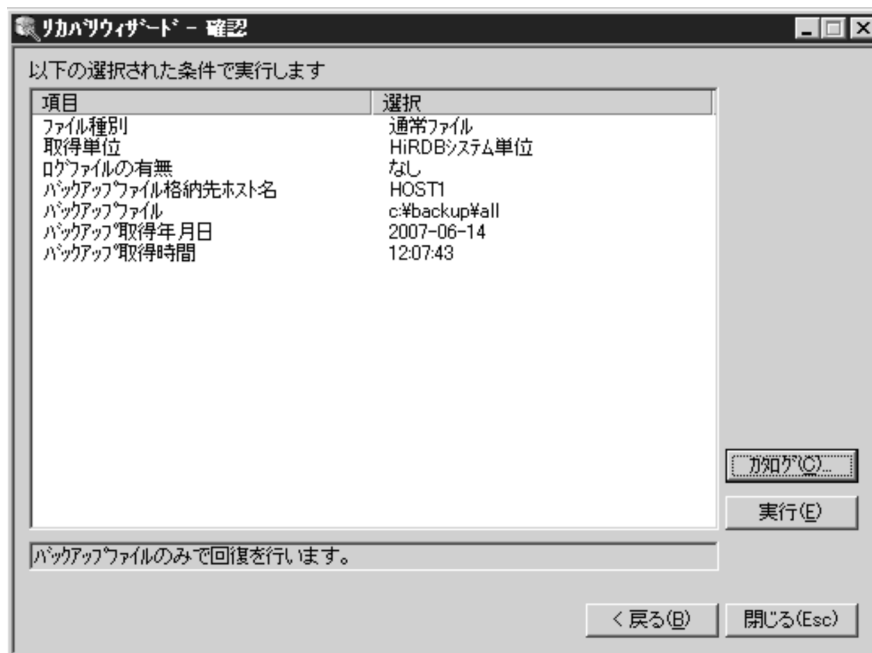 ﾘｶﾊﾞﾘｳｨｻﾞｰﾄﾞ - 確認
以下の選択された条件で実行します
項目 選択
ﾌｧｲﾙ種別 通常ﾌｧｲﾙ
取得単位 HiRDBｼｽﾃﾑ単位
ﾛｸﾞﾌｧｲﾙの有無 なし
ﾊﾞｯｸｱｯﾌﾟﾌｧｲﾙ格納先ﾎｽﾄ名 HOST1
ﾊﾞｯｸｱｯﾌﾟﾌｧｲﾙ c:¥backup¥all
ﾊﾞｯｸｱｯﾌﾟ取得年月日 2007-06-14
ﾊﾞｯｸｱｯﾌﾟ取得時間 12:07:43
ｶﾀﾛｸﾞ(C)...
実行(E)
ﾊﾞｯｸｱｯﾌﾟﾌｧｲﾙのみで回復を行います。
< 戻る(B) 閉じる(Esc)